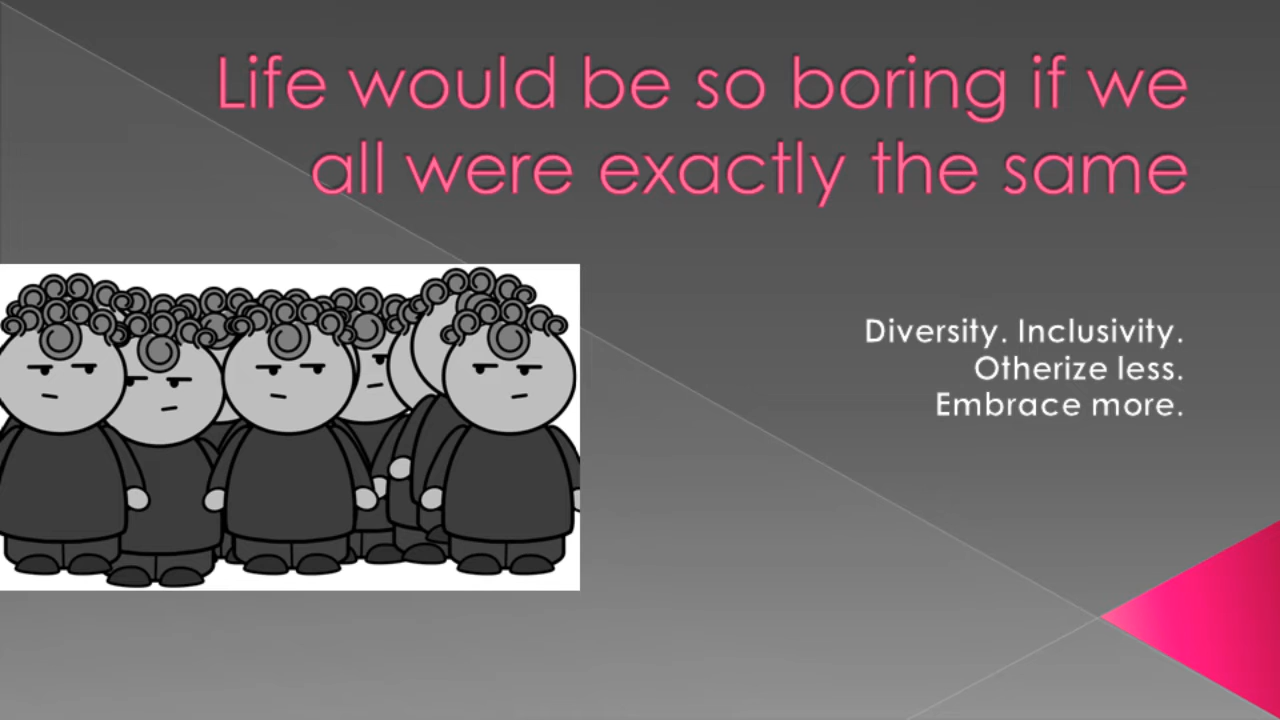 Life would be so boring if we
all were exactly the same
Diversity. Inclusivity.
Otherize less.
Embrace more.